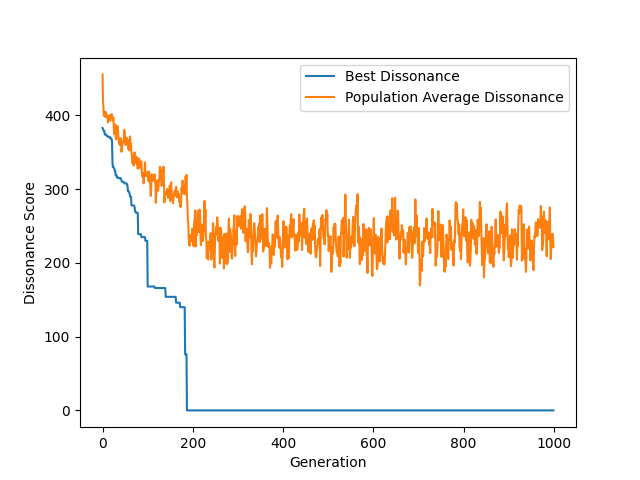 Best Dissonance
Population Average Dissonance
Dissonance Score
400
300
200
100
0
0 200 400 600 800 1000
Generation